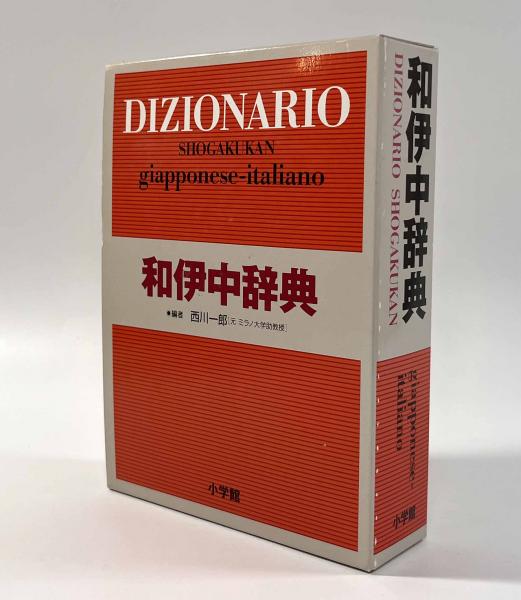 DIZIONARIO
SHOGAKUKAN
giapponese-italiano
和伊中辞典
●編者 西川一郎[元 ミラノ大学助教授]
小学館
和伊中辞典
DIZIONARIO SHOGAKUKAN
giapponese-
italiano
小学館